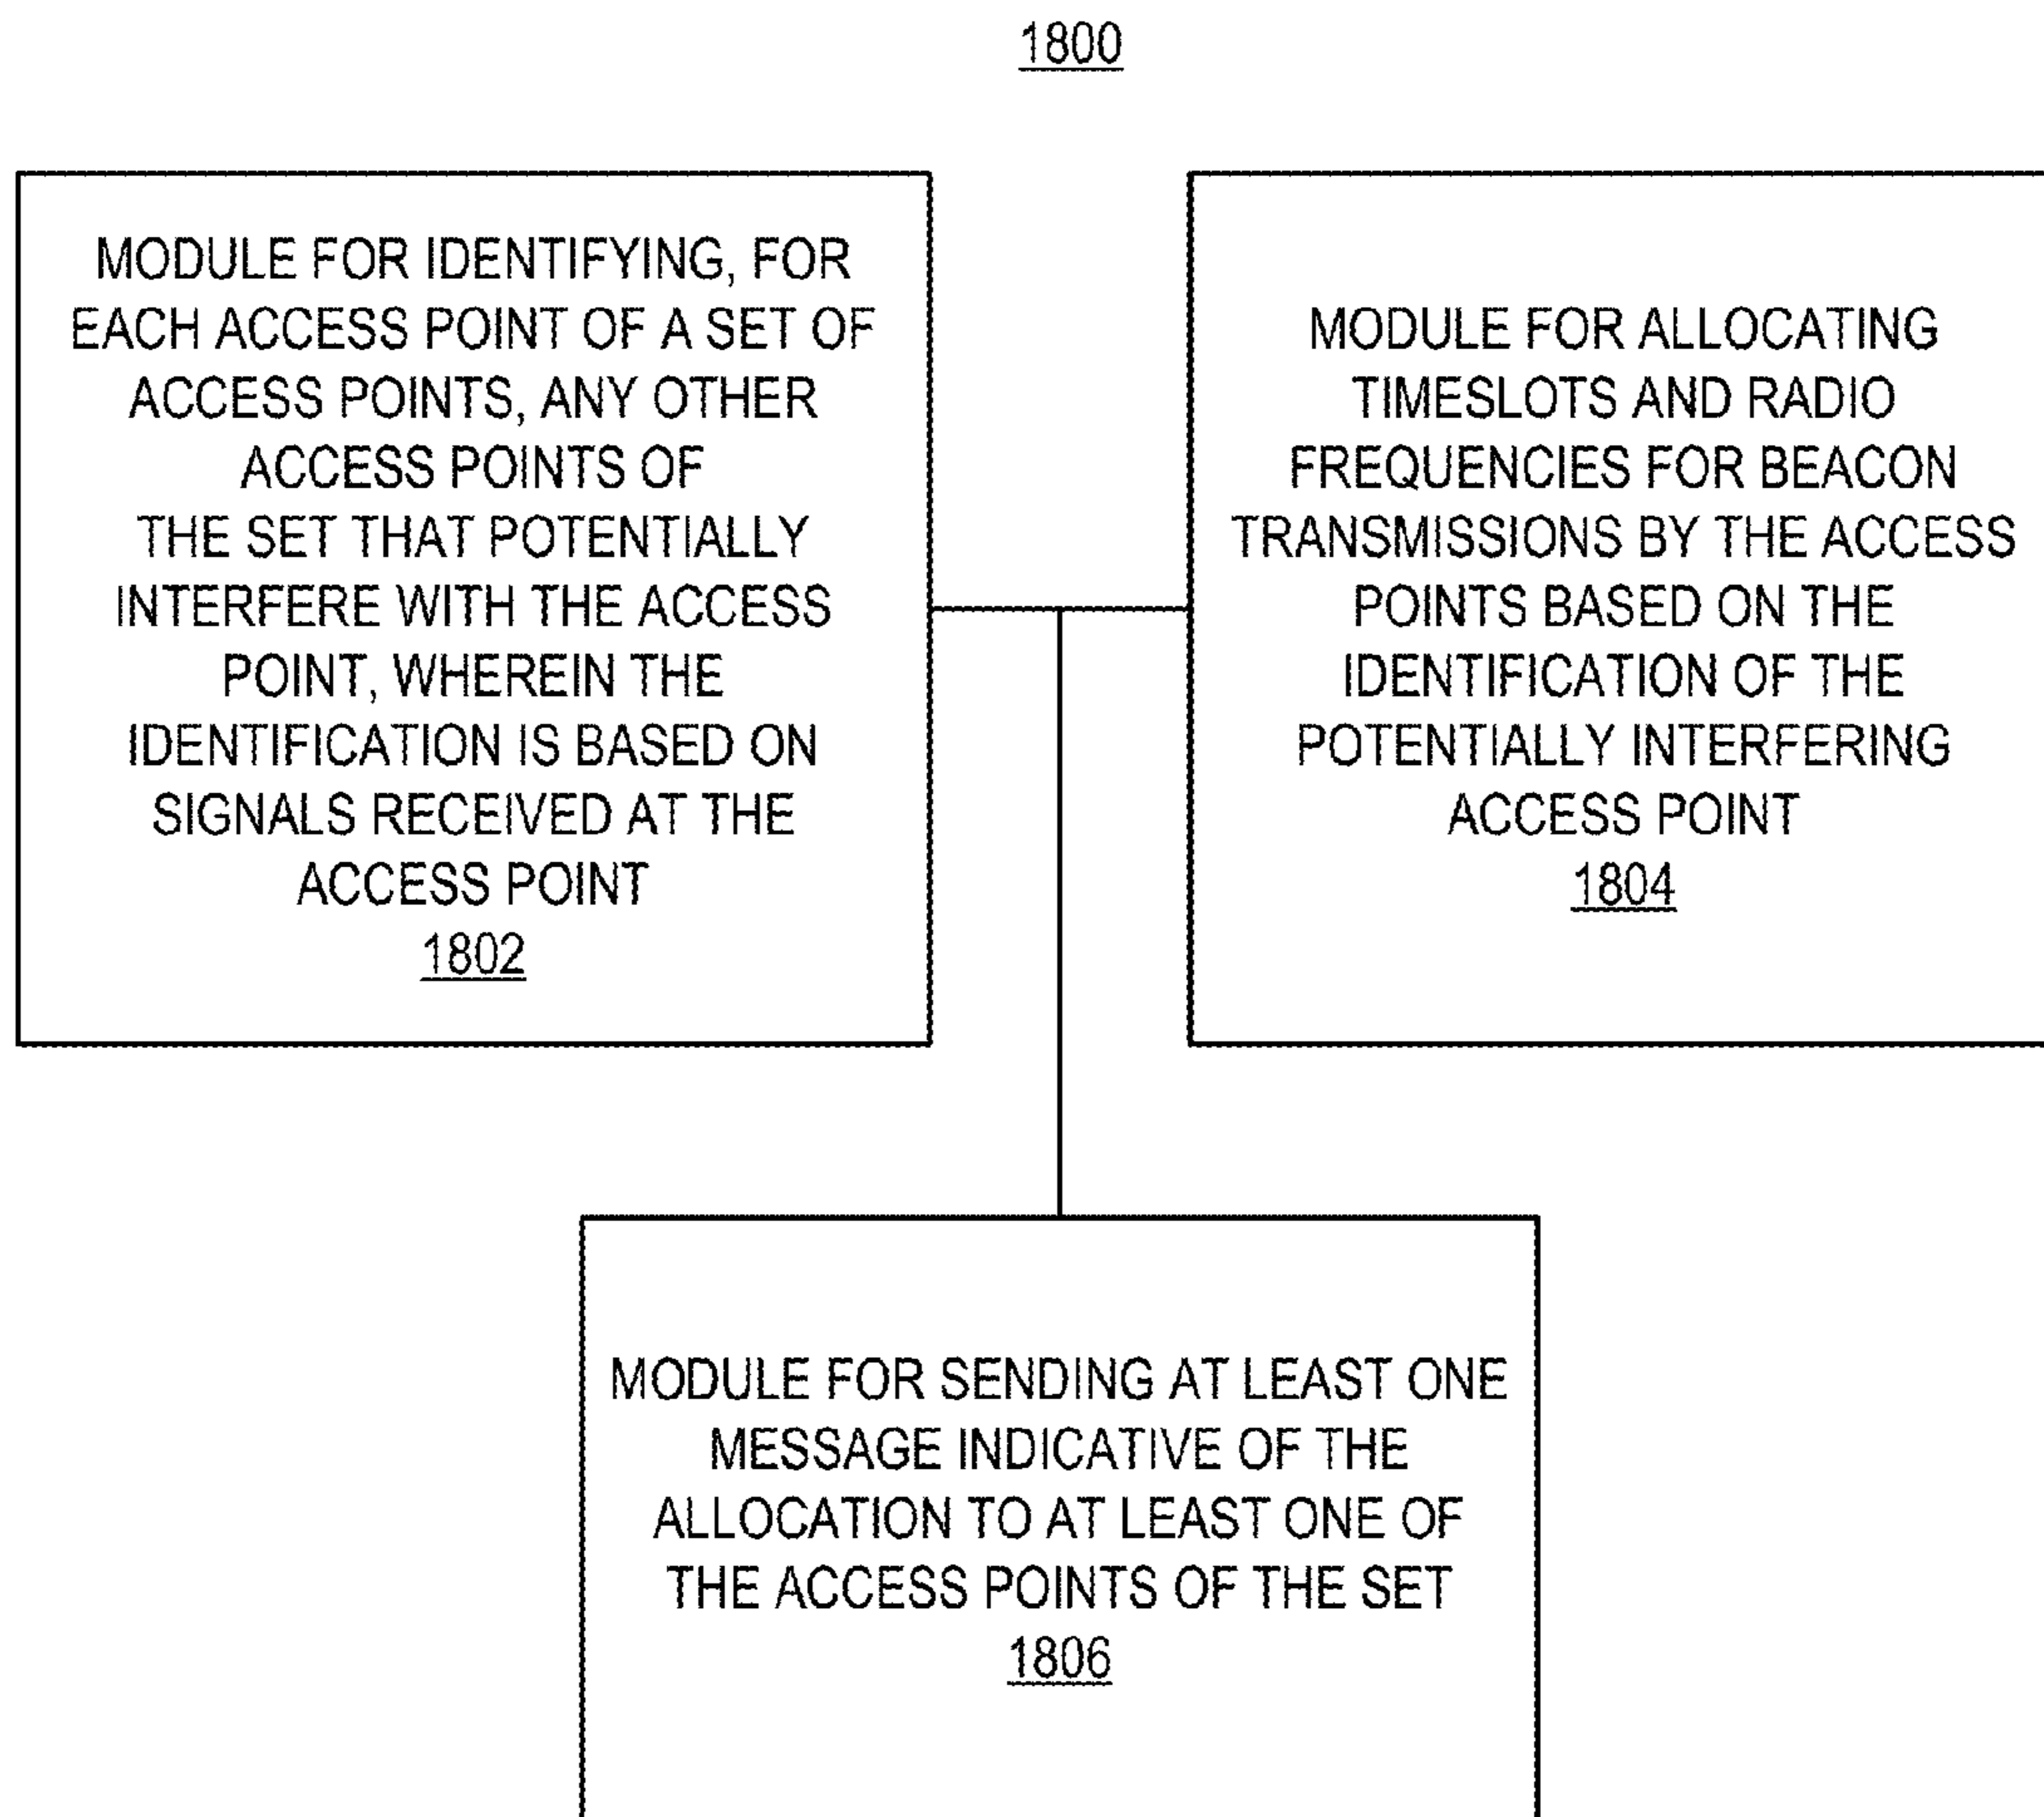 1800
MODULE FOR IDENTIFYING, FOR
EACH ACCESS POINT OF A SET OF
ACCESS POINTS, ANY OTHER
ACCESS POINTS OF
THE SET THAT POTENTIALLY
INTERFERE WITH THE ACCESS
POINT, WHEREIN THE
IDENTIFICATION IS BASED ON
SIGNALS RECEIVED AT THE
ACCESS POINT
1802
MODULE FOR ALLOCATING
TIMESLOTS AND RADIO
FREQUENCIES FOR BEACON
TRANSMISSIONS BY THE ACCESS
POINTS BASED ON THE
IDENTIFICATION OF THE
POTENTIALLY INTERFERING
ACCESS POINT
1804
MODULE FOR SENDING AT LEAST ONE
MESSAGE INDICATIVE OF THE
ALLOCATION TO AT LEAST ONE OF
THE ACCESS POINTS OF THE SET
1806